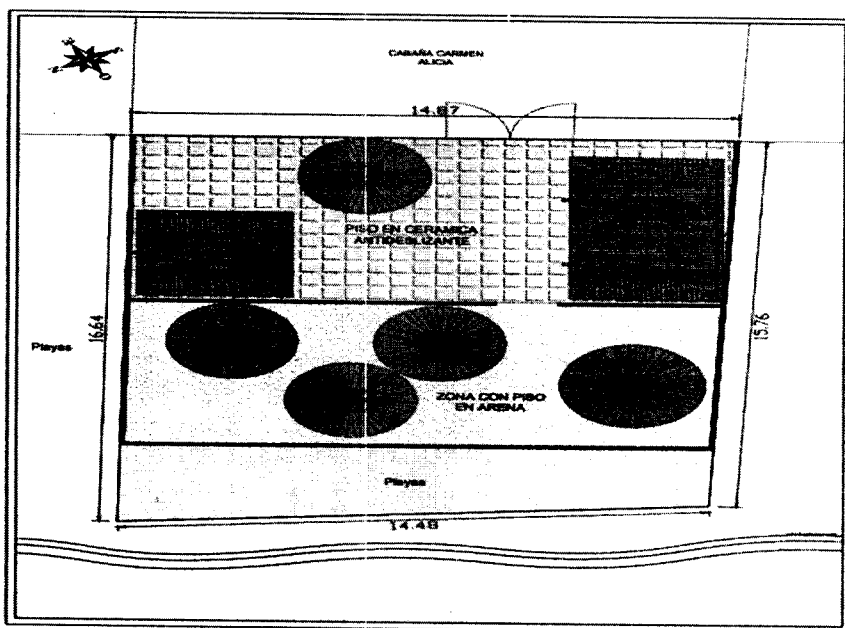 CABAÑA CARMEN
ALICIA
14.87
PISO EN CERAMICA
ANTIDESLIZANTE
16.64
15.76
Playas
ZONA CON PISO
EN ARENA
Playas
14.48